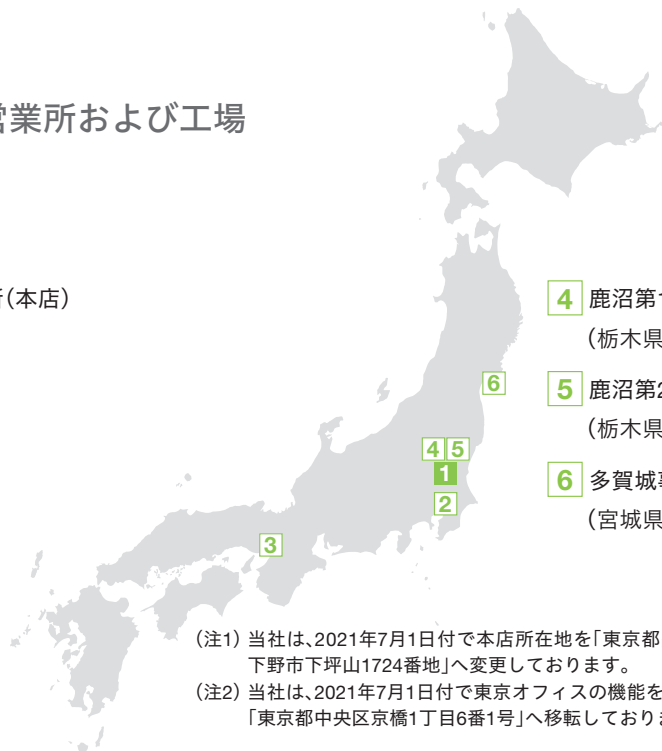 営業所および工場
(本店)
4 鹿沼第
(栃木県
5 鹿沼第2
(栃木県
6 多賀城
(宮城県
6
4 5
1
2
3
(注1) 当社は、2021年7月1日付で本店所在地を「東京都
下野市下坪山1724番地」へ変更しております。
(注2) 当社は、2021年7月1日付で東京オフィスの機能を
「東京都中央区京橋1丁目6番1号」へ移転しており